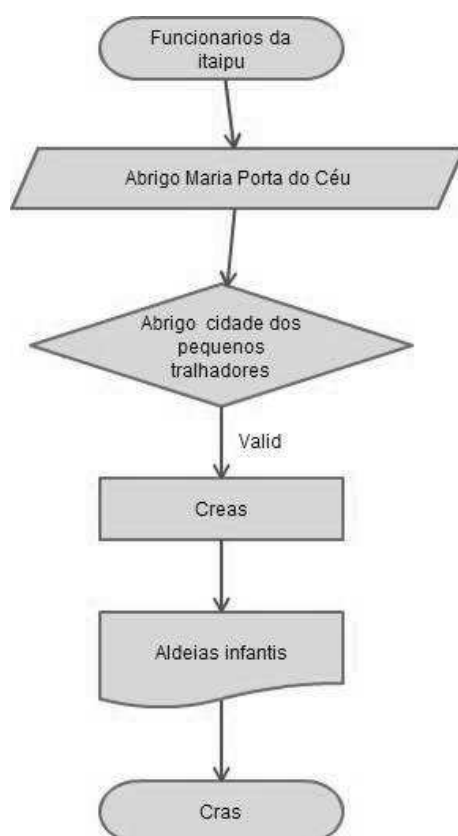 Funcionarios da
itaipu
Abrigo Maria Porta do Céu
Abrigo cidade dos
pequenos
tralhadores
Valid
Creas
Aldeias infantis
Cras